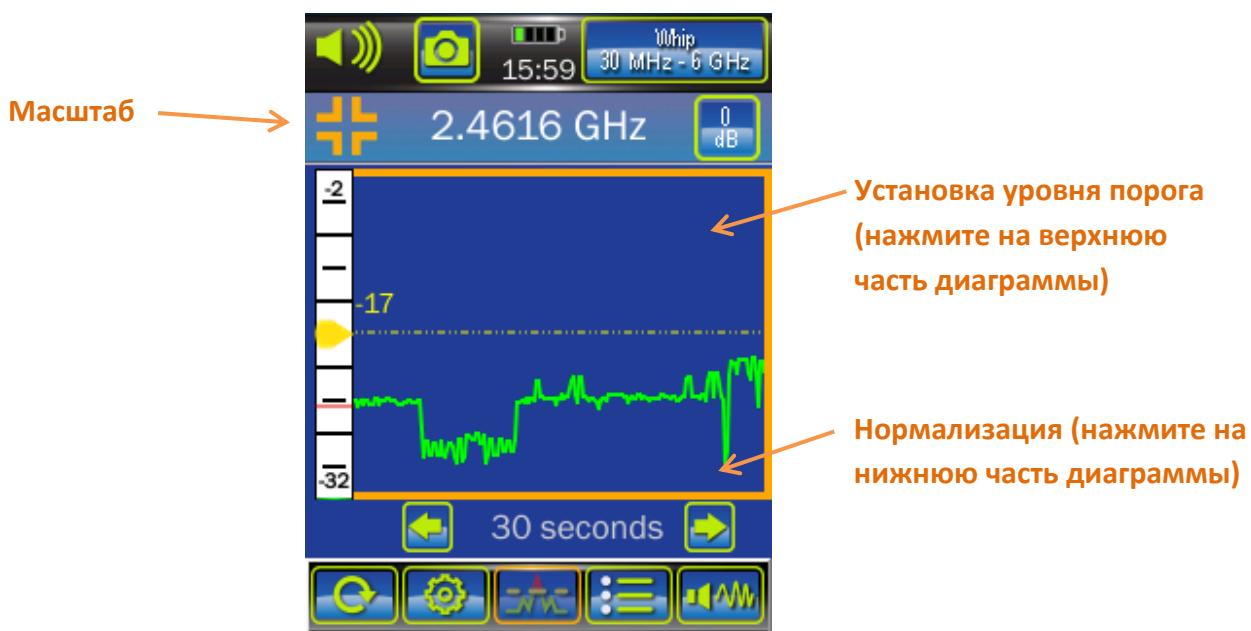 15:59
Whip
30 MHz - 6 GHz
Масштаб
2.4616 GHz
0
dB
-2
Установка уровня порога
(нажмите на верхнюю
часть диаграммы)
-17
Нормализация (нажмите на
нижнюю часть диаграммы)
-32
30 seconds